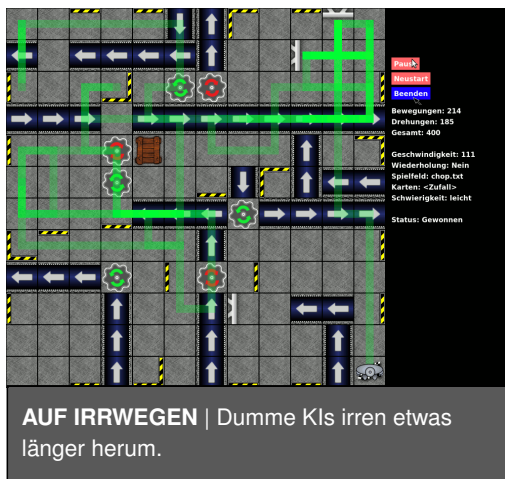 Pause
Neustart
Beenden
Bewegungen: 214
Drehungen: 185
Gesamt: 400
Geschwindigkeit: 111
Wiederholung: Nein
Spielfeld: chop.txt
Karten: <Zufall>
Schwierigkeit: leicht
Status: Gewonnen
AUF IRRWEGEN | Dumme KIs irren etwas
länger herum.